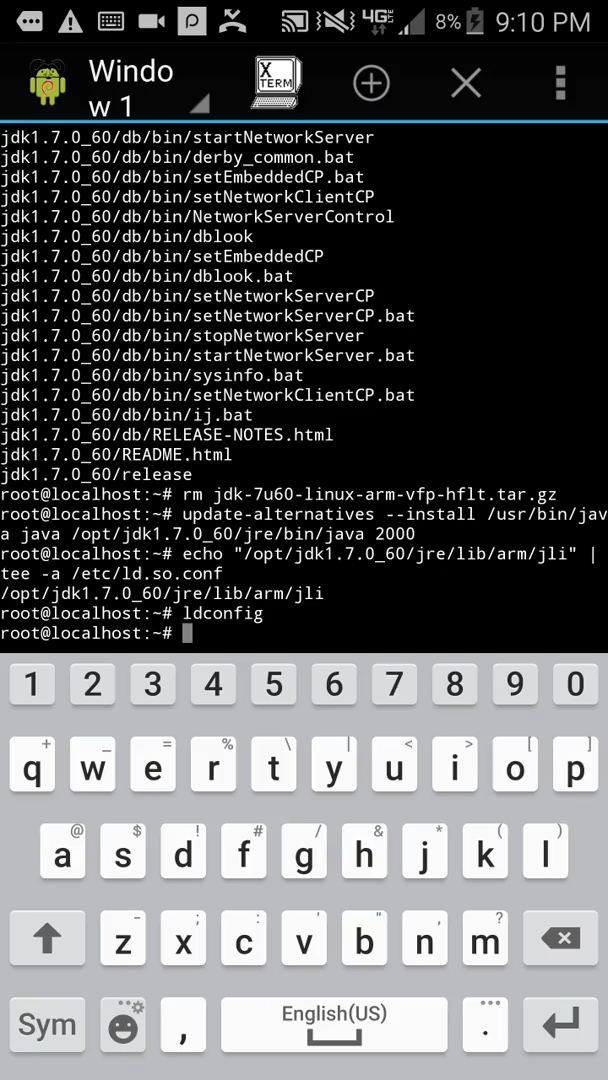 4G LTE 8% 9:10 PM
Windo
w 1
X
TERM
jdk1.7.0_60/db/bin/startNetworkServer
jdk1.7.0_60/db/bin/derby_common.bat
jdk1.7.0_60/db/bin/setEmbeddedCP.bat
jdk1.7.0_60/db/bin/setNetworkClientCP
jdk1.7.0_60/db/bin/NetworkServerControl
jdk1.7.0_60/db/bin/dblook
jdk1.7.0_60/db/bin/setEmbeddedCP
jdk1.7.0_60/db/bin/dblook.bat
jdk1.7.0_60/db/bin/setNetworkServerCP
jdk1.7.0_60/db/bin/setNetworkServerCP.bat
jdk1.7.0_60/db/bin/stopNetworkServer
jdk1.7.0_60/db/bin/startNetworkServer.bat
jdk1.7.0_60/db/bin/sysinfo.bat
jdk1.7.0_60/db/bin/setNetworkClientCP.bat
jdk1.7.0_60/db/bin/ij.bat
jdk1.7.0_60/db/RELEASE-NOTES.html
jdk1.7.0_60/README.html
jdk1.7.0_60/release
root@localhost:~# rm jdk-7u60-linux-arm-vfp-hflt.tar.gz
root@localhost:~# update-alternatives --install /usr/bin/jav
a java /opt/jdk1.7.0_60/jre/bin/java 2000
root@localhost:~# echo "/opt/jdk1.7.0_60/jre/lib/arm/jli" |
tee -a /etc/ld.so.conf
/opt/jdk1.7.0_60/jre/lib/arm/jli
root@localhost:~# ldconfig
root@localhost:~#
1 2 3 4 5 6 7 8 9 0
+ _ = % \ | < > [ ]
q w e r t y u i o p
@ $ ! # / & * ( )
a s d f g h j k l
- ; : ' " , ?
z x c v b n m
Sym , English(US) .